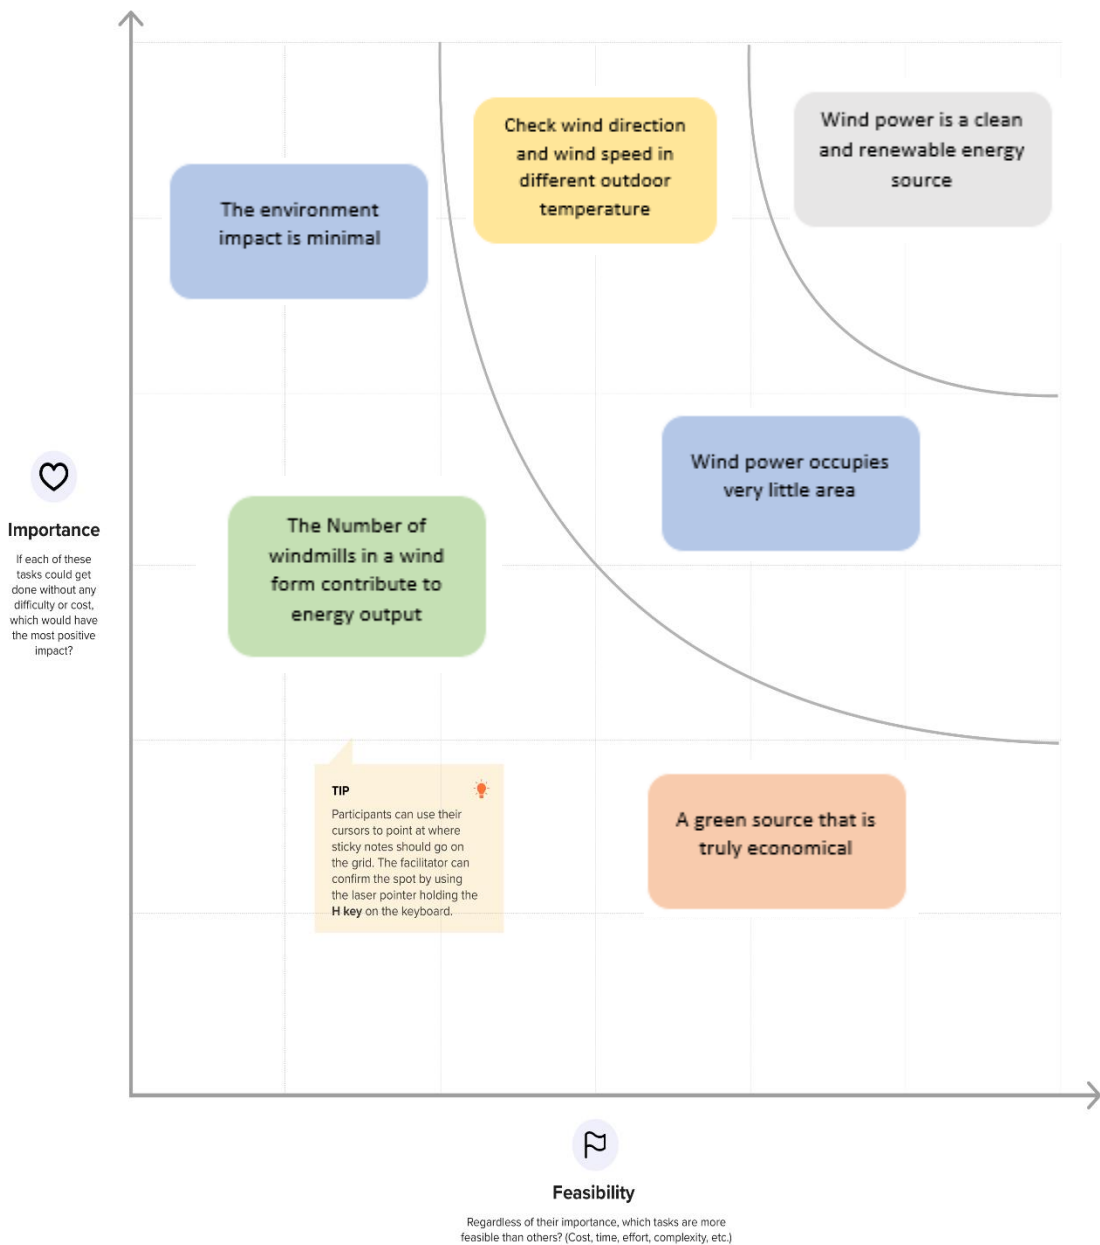 Check wind direction
and wind speed in
different outdoor
temperature
Wind power is a clean
and renewable energy
source
The environment
impact is minimal
Wind power occupies
very little area
The Number of
windmills in a wind
form contribute to
energy output
Importance
If each of these
tasks could get
done without any
difficulty or cost,
which would have
the most positive
impact?
TIP
Participants can use their
cursors to point at where
sticky notes should go on
the grid. The facilitator can
confirm the spot by using
the laser pointer holding the
H key on the keyboard.
A green source that is
truly economical
Feasibility
Regardless of their importance, which tasks are more
feasible than others? (Cost, time, effort, complexity, etc.)